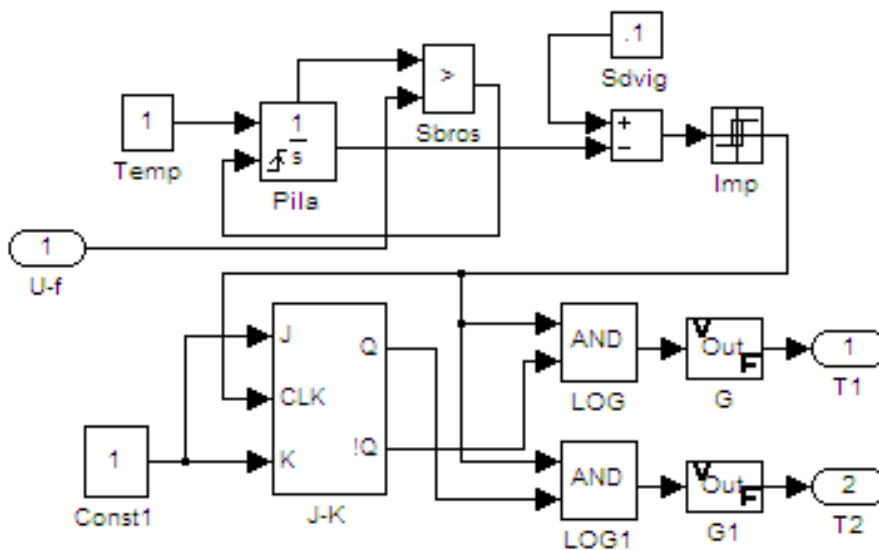 .1
Sdvig
>
Sbros
1
Temp
1
s
Pila
+
−
Imp
1
U-f
J
Q
CLK
K
!Q
J-K
1
Const1
AND
LOG
V
Out
F
G
1
T1
AND
LOG1
V
Out
F
G1
2
T2